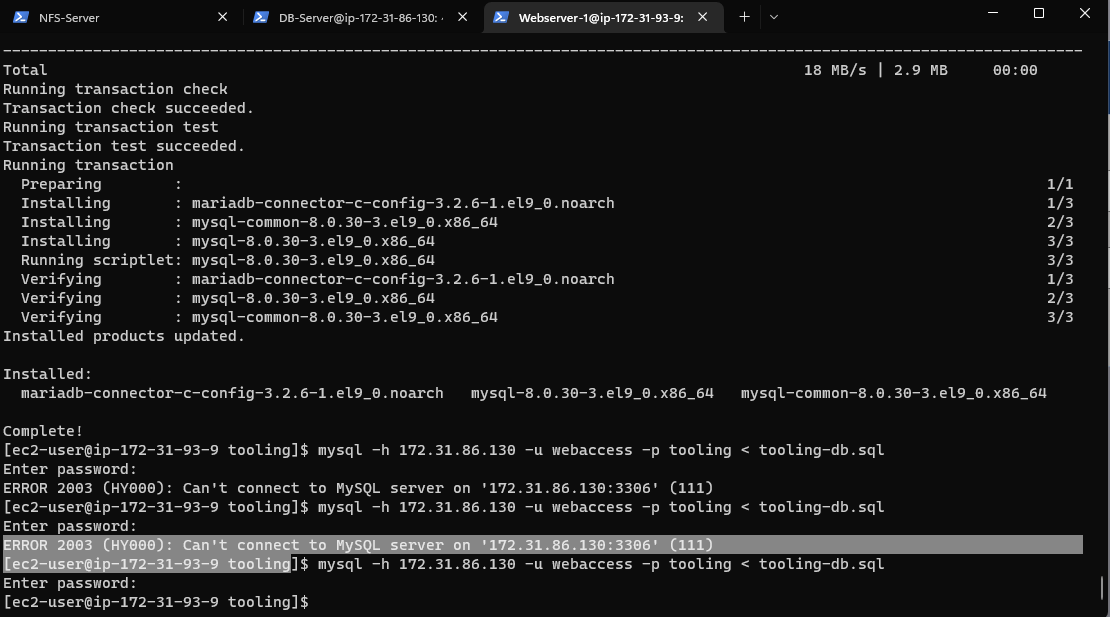 NFS-Server
DB-Server@ip-172-31-86-130:
Webserver-1@ip-172-31-93-9:
Total 18 MB/s | 2.9 MB 00:00
Running transaction check
Transaction check succeeded.
Running transaction test
Transaction test succeeded.
Running transaction
Preparing : 1/1
Installing : mariadb-connector-c-config-3.2.6-1.el9_0.noarch 1/3
Installing : mysql-common-8.0.30-3.el9_0.x86_64 2/3
Installing : mysql-8.0.30-3.el9_0.x86_64 3/3
Running scriptlet: mysql-8.0.30-3.el9_0.x86_64 3/3
Verifying : mariadb-connector-c-config-3.2.6-1.el9_0.noarch 1/3
Verifying : mysql-8.0.30-3.el9_0.x86_64 2/3
Verifying : mysql-common-8.0.30-3.el9_0.x86_64 3/3
Installed products updated.
Installed:
mariadb-connector-c-config-3.2.6-1.el9_0.noarch mysql-8.0.30-3.el9_0.x86_64 mysql-common-8.0.30-3.el9_0.x86_64
Complete!
[ec2-user@ip-172-31-93-9 tooling]$ mysql -h 172.31.86.130 -u webaccess -p tooling < tooling-db.sql
Enter password:
ERROR 2003 (HY000): Can't connect to MySQL server on '172.31.86.130:3306' (111)
[ec2-user@ip-172-31-93-9 tooling]$ mysql -h 172.31.86.130 -u webaccess -p tooling < tooling-db.sql
Enter password:
ERROR 2003 (HY000): Can't connect to MySQL server on '172.31.86.130:3306' (111)
[ec2-user@ip-172-31-93-9 tooling]$ mysql -h 172.31.86.130 -u webaccess -p tooling < tooling-db.sql
Enter password:
[ec2-user@ip-172-31-93-9 tooling]$